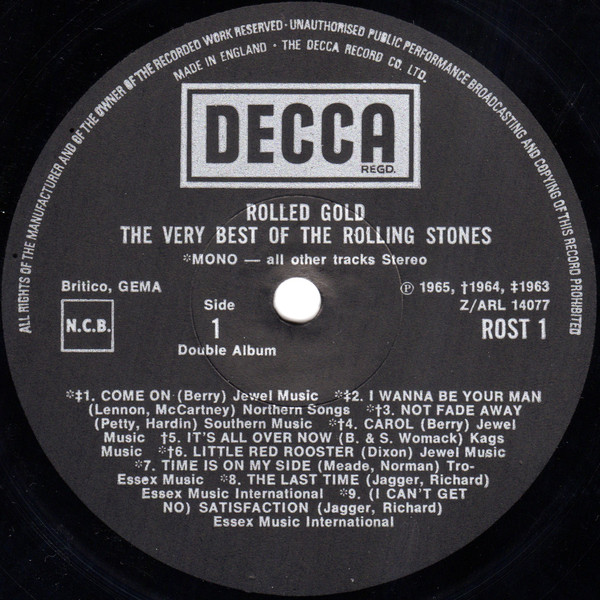 ALL RIGHTS OF THE MANUFACTURER AND OF THE OWNER OF THE RECORDED WORK RESERVED · UNAUTHORISED PUBLIC PERFORMANCE BROADCASTING AND COPYING OF THIS RECORD PROHIBITED
MADE IN ENGLAND · THE DECCA RECORD CO. LTD.
DECCA
REGD.
ROLLED GOLD
THE VERY BEST OF THE ROLLING STONES
*MONO — all other tracks Stereo
Britico, GEMA
℗ 1965, †1964, ‡1963
Side
Z/ARL 14077
N.C.B.
1
ROST 1
Double Album
*‡1. COME ON (Berry) Jewel Music *‡2. I WANNA BE YOUR MAN
(Lennon, McCartney) Northern Songs *†3. NOT FADE AWAY
(Petty, Hardin) Southern Music *†4. CAROL (Berry) Jewel
Music †5. IT'S ALL OVER NOW (B. & S. Womack) Kags
Music *†6. LITTLE RED ROOSTER (Dixon) Jewel Music
*7. TIME IS ON MY SIDE (Meade, Norman) Tro-
Essex Music *8. THE LAST TIME (Jagger, Richard)
Essex Music International *9. (I CAN'T GET
NO) SATISFACTION (Jagger, Richard)
Essex Music International